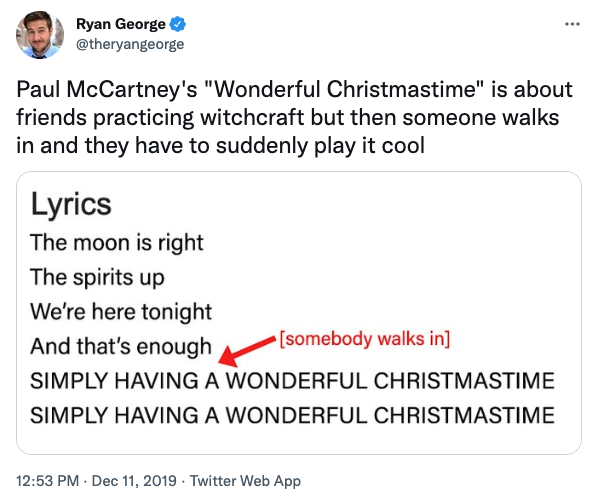 Ryan George
@theryangeorge
Paul McCartney's "Wonderful Christmastime" is about
friends practicing witchcraft but then someone walks
in and they have to suddenly play it cool
Lyrics
The moon is right
The spirits up
We're here tonight
And that's enough
[somebody walks in]
SIMPLY HAVING A WONDERFUL CHRISTMASTIME
SIMPLY HAVING A WONDERFUL CHRISTMASTIME
12:53 PM · Dec 11, 2019 · Twitter Web App